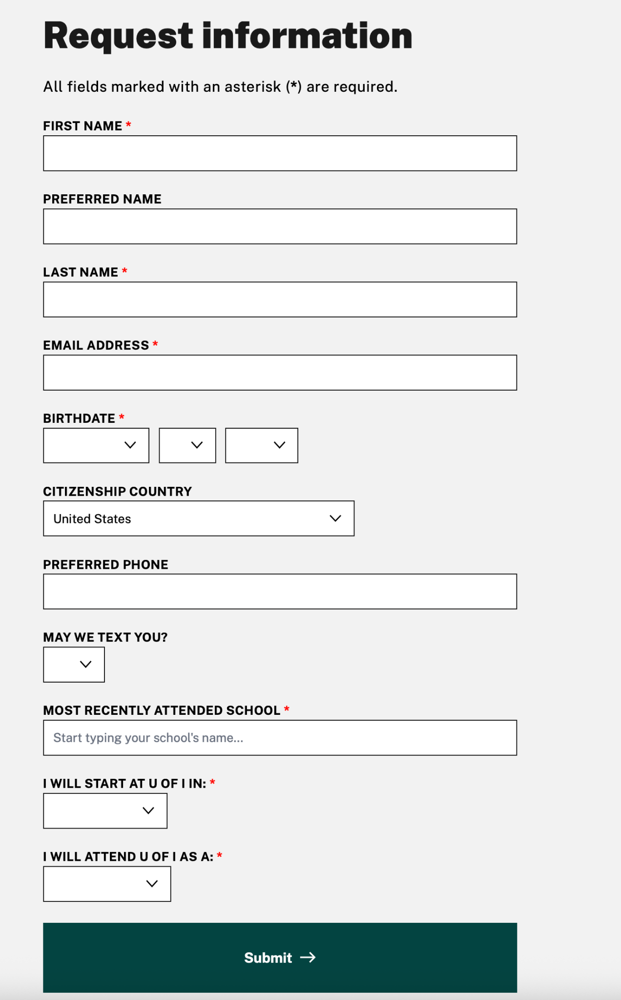 Request information
All fields marked with an asterisk (*) are required.
FIRST NAME *
PREFERRED NAME
LAST NAME *
EMAIL ADDRESS *
BIRTHDATE *
CITIZENSHIP COUNTRY
United States
PREFERRED PHONE
MAY WE TEXT YOU?
MOST RECENTLY ATTENDED SCHOOL *
Start typing your school's name...
I WILL START AT U OF I IN: *
I WILL ATTEND U OF I AS A: *
Submit →